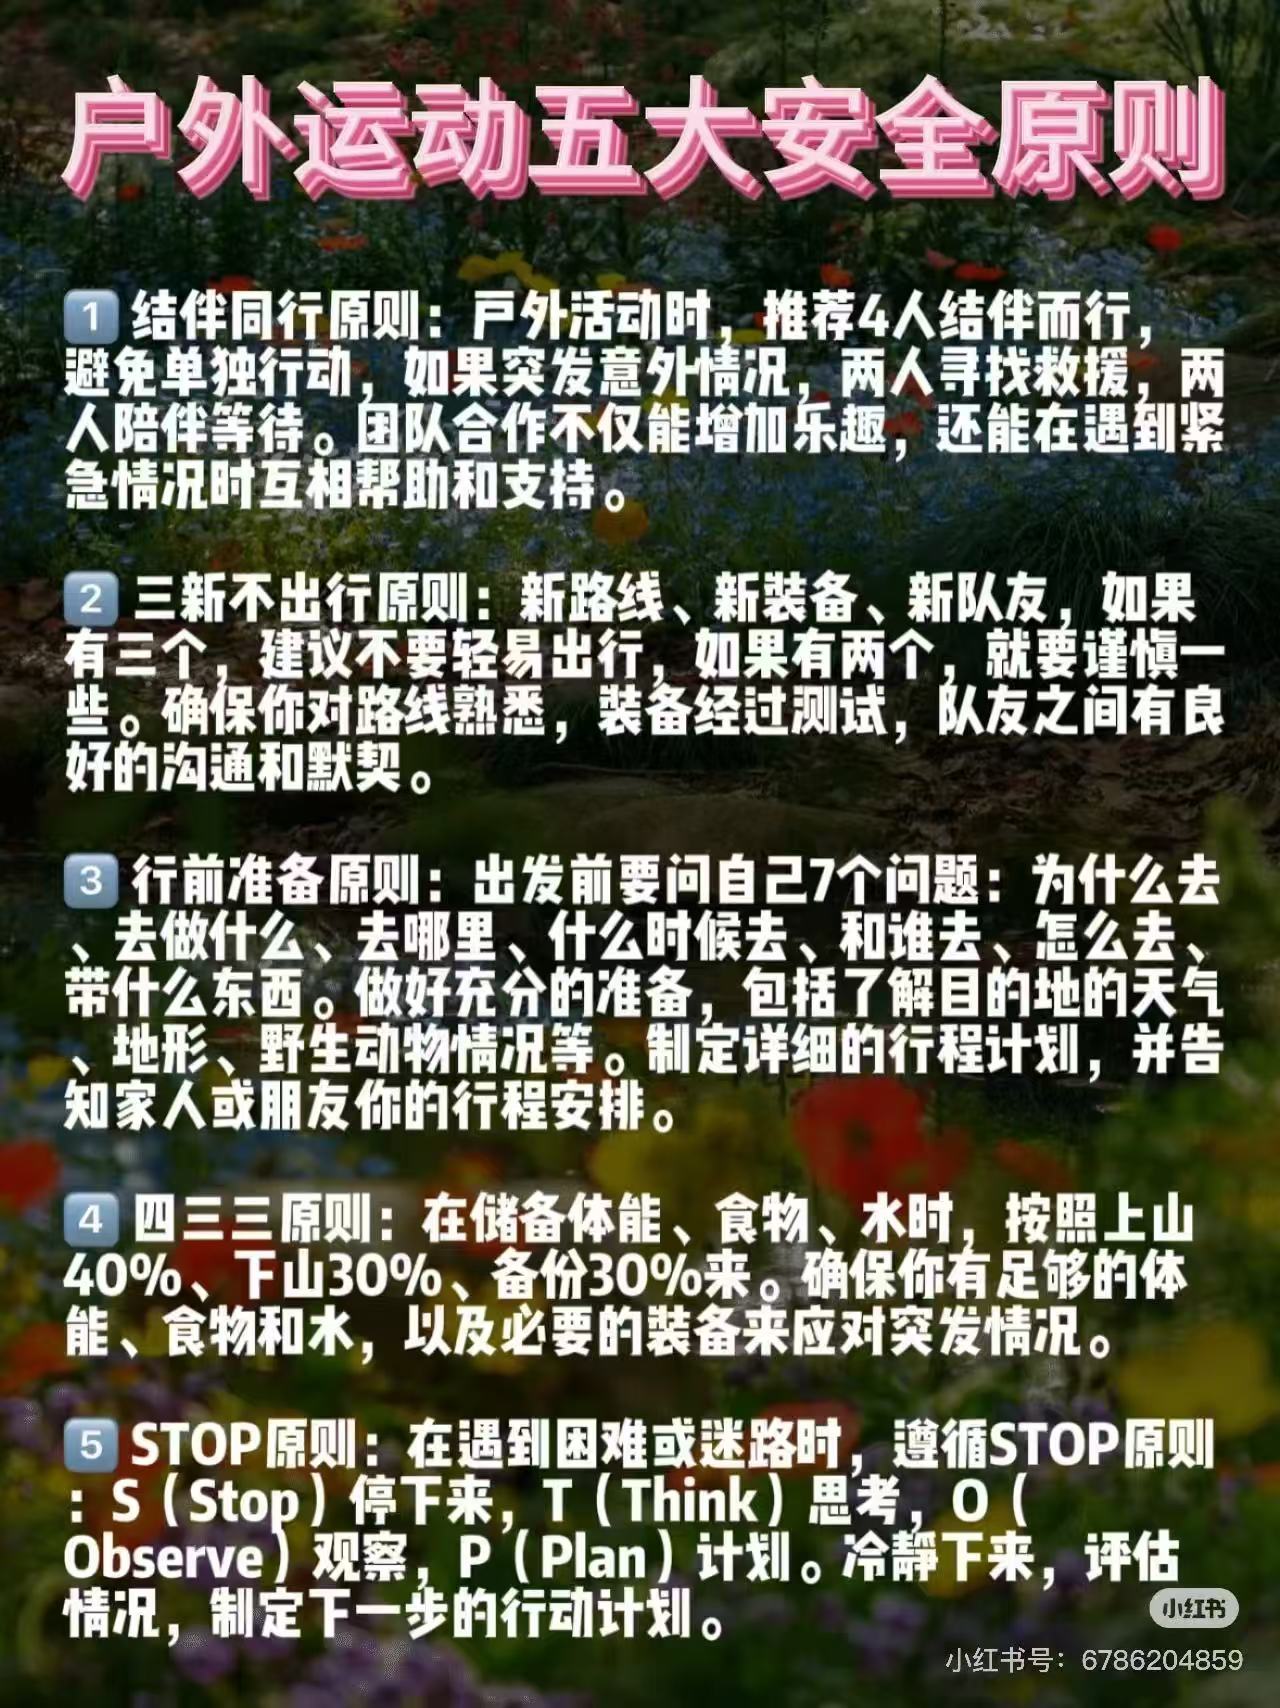 户外运动五大安全原则
1 结伴同行原则：户外活动时，推荐4人结伴而行，
避免单独行动，如果突发意外情况，两人寻找救援，两
人陪伴等待。团队合作不仅能增加乐趣，还能在遇到紧
急情况时互相帮助和支持。
2 三新不出行原则：新路线、新装备、新队友，如果
有三个，建议不要轻易出行，如果有两个，就要谨慎一
些。确保你对路线熟悉，装备经过测试，队友之间有良
好的沟通和默契。
3 行前准备原则：出发前要问自己7个问题：为什么去
、去做什么、去哪里、什么时候去、和谁去、怎么去、
带什么东西。做好充分的准备，包括了解目的地的天气
、地形、野生动物情况等。制定详细的行程计划，并告
知家人或朋友你的行程安排。
4 四三三原则：在储备体能、食物、水时，按照上山
40%、下山30%、备份30%来。确保你有足够的体
能、食物和水，以及必要的装备来应对突发情况。
5 STOP原则：在遇到困难或迷路时，遵循STOP原则
：S（Stop）停下来，T（Think）思考，O（
Observe）观察，P（Plan）计划。冷静下来，评估
情况，制定下一步的行动计划。
小红书
小红书号：6786204859